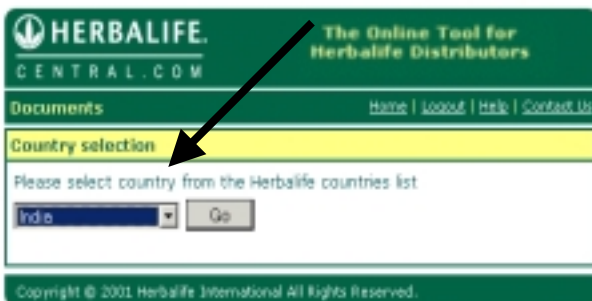 HERBALIFE.
CENTRAL.COM
The Online Tool for
Herbalife Distributors
Documents
Home | Logout | Help | Contact Us
Country selection
Please select country from the Herbalife countries list
India
Go
Copyright © 2001 Herbalife International All Rights Reserved.